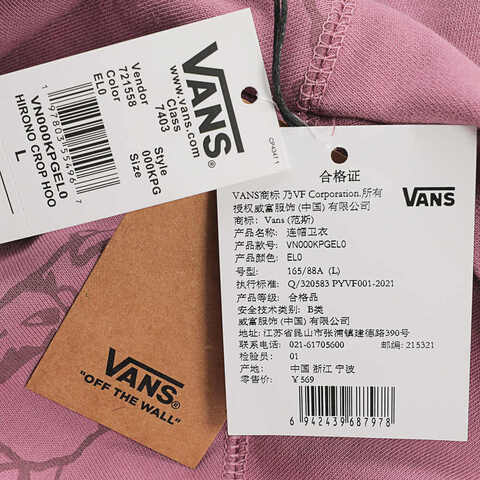 VANS
www.vans.com
Vendor
721558
Color
EL0
Class
7403
Style
000KPG
Size
1 97803 55496 7
VN000KPGEL0
HIRONO CROP HOO
L
合格证
VANS商标 乃VF Corporation.所有
授权威富服饰(中国)有限公司
VANS
商标: Vans (范斯)
产品名称: 连帽卫衣
产品款号: VN000KPGEL0
产品颜色: EL0
号型: 165/88A (L)
执行标准: Q/320583 PYVF001-2021
产品等级: 合格品
安全技术类别: B类
威富服饰(中国)有限公司
地址: 江苏省昆山市张浦镇建德路390号
联系电话: 021-61705600 邮编: 215321
检验员: 01
产地: 中国 浙江 宁波
零售价: ￥569
6 942439 687978
VANS
"OFF THE WALL"